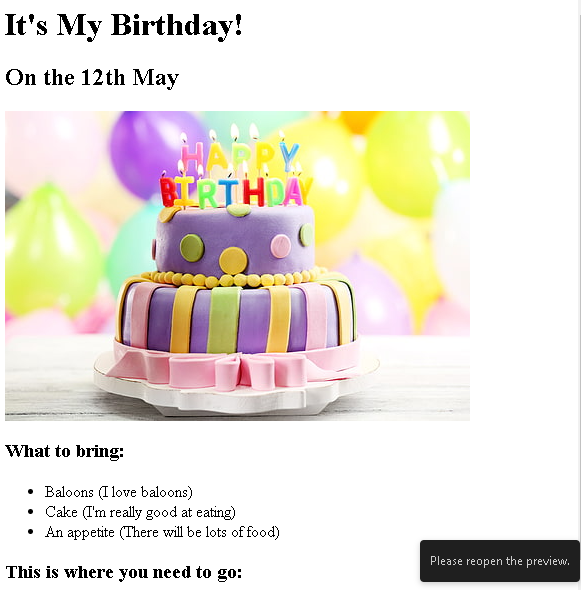 It's My Birthday!
On the 12th May
HAPPY
BIRTHDAY
What to bring:
Baloons (I love baloons)
Cake (I'm really good at eating)
An appetite (There will be lots of food)
Please reopen the preview.
This is where you need to go: